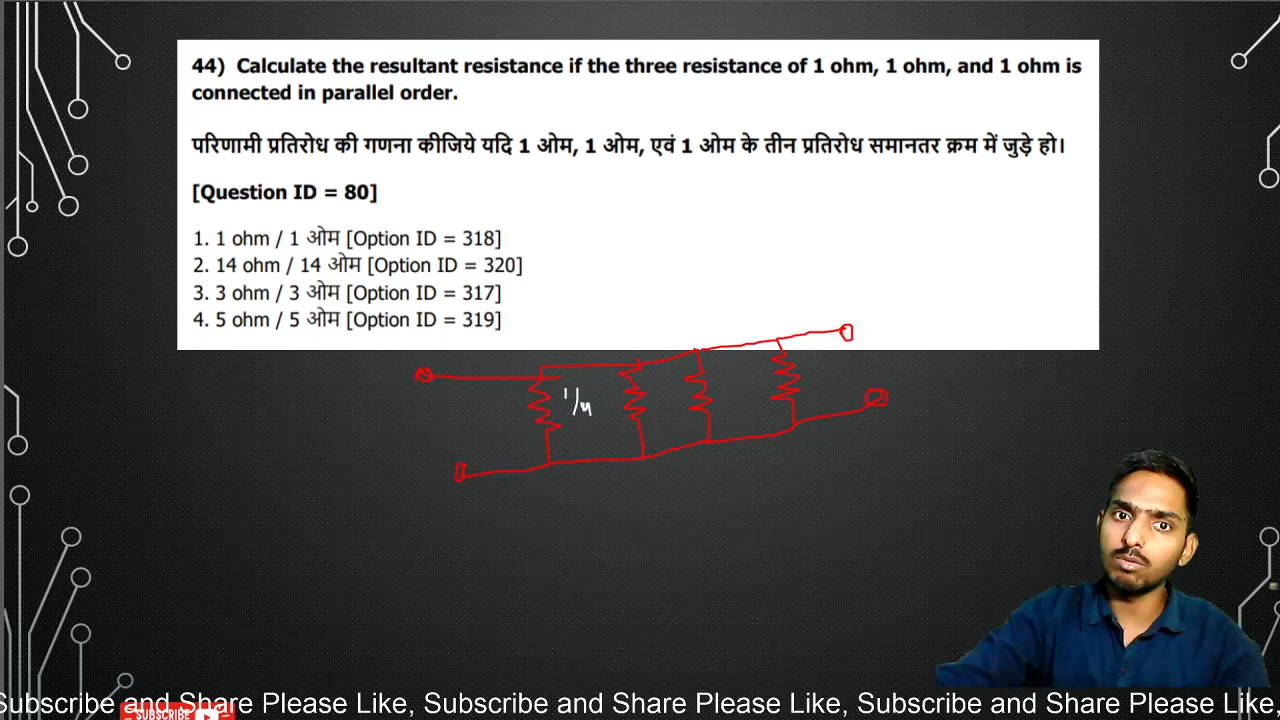 44) Calculate the resultant resistance if the three resistance of 1 ohm, 1 ohm, and 1 ohm is
connected in parallel order.
परिणामी प्रतिरोध की गणना कीजिये यदि 1 ओम, 1 ओम, एवं 1 ओम के तीन प्रतिरोध समानतर क्रम में जुड़े हो।
[Question ID = 80]
1. 1 ohm / 1 ओम [Option ID = 318]
2. 14 ohm / 14 ओम [Option ID = 320]
3. 3 ohm / 3 ओम [Option ID = 317]
4. 5 ohm / 5 ओम [Option ID = 319]
Subscribe and Share Please Like, Subscribe and Share Please Like, Subscribe and Share Please Like,
SUBSCRIBE